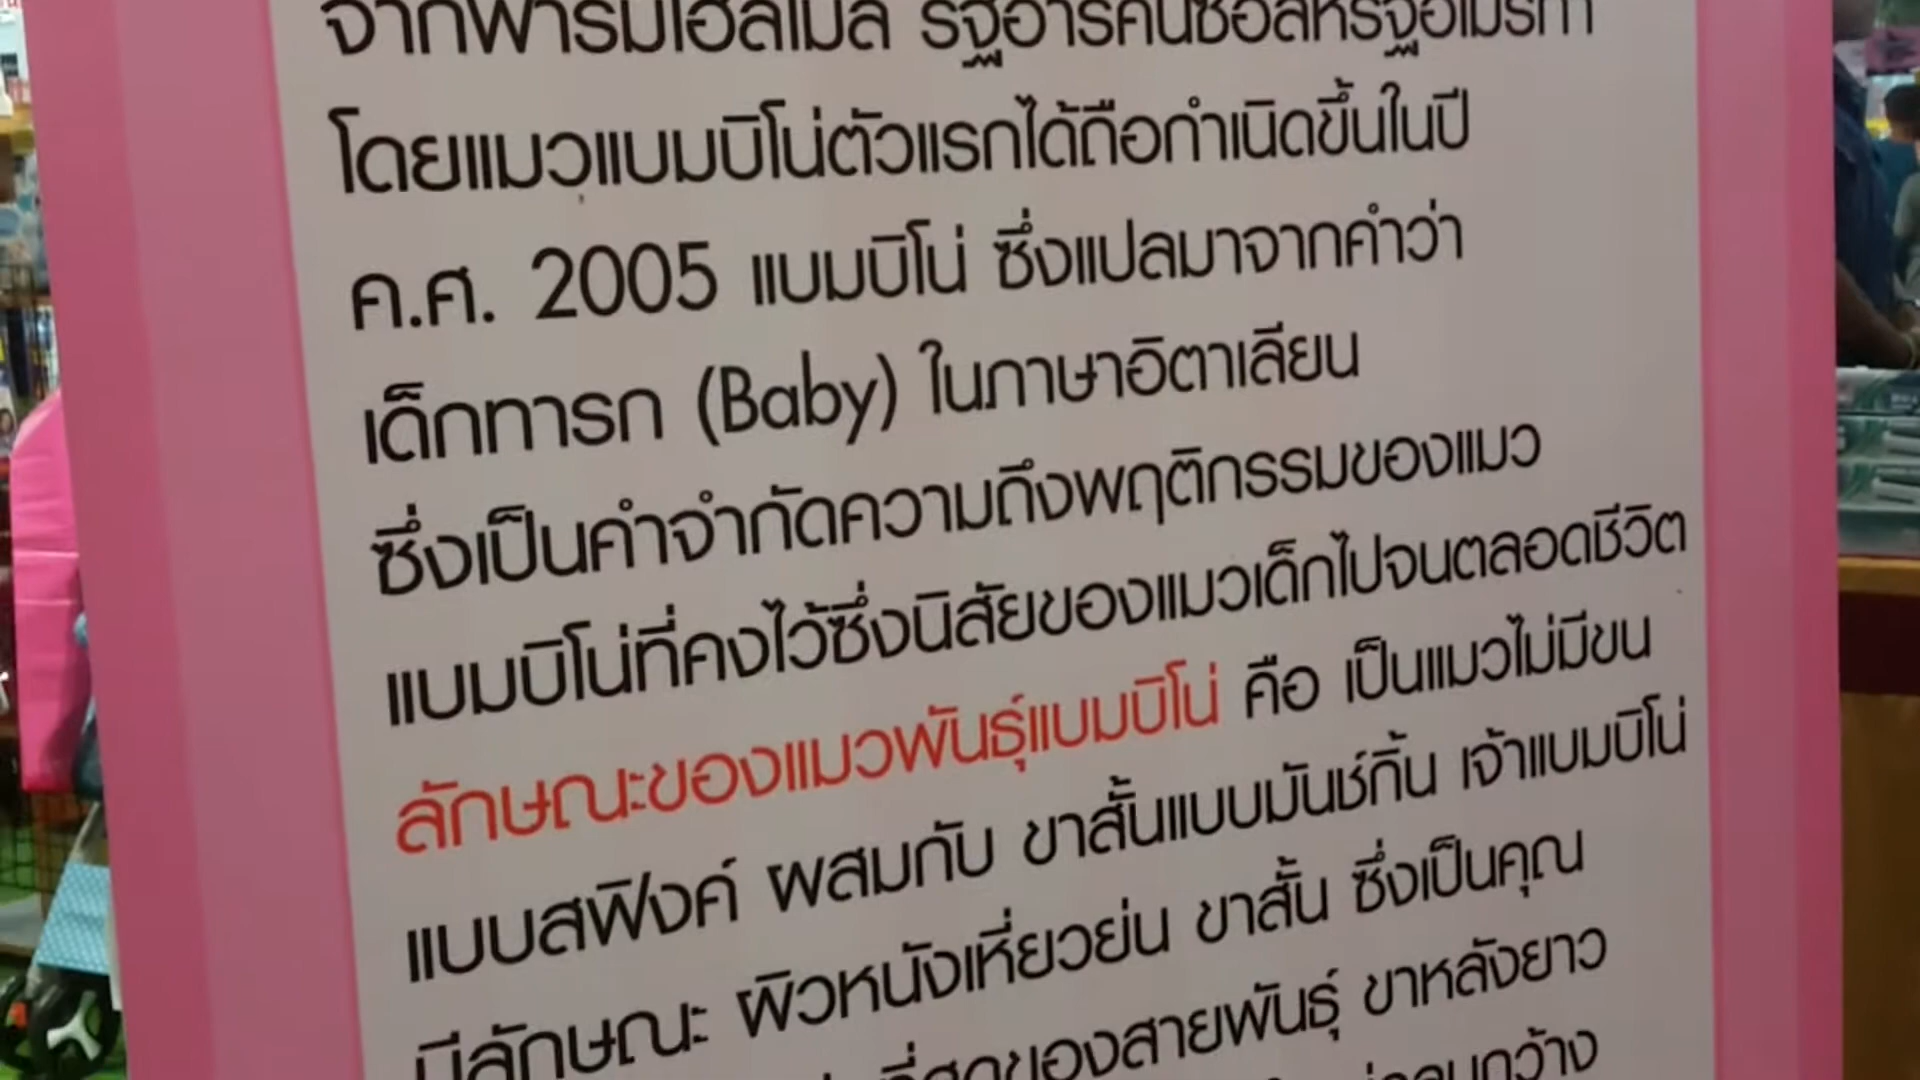 จากฟาร์มเฮลไมล์ รัฐอาร์คันซอสหรัฐอเมริกา
โดยแมวแบมบิโน่ตัวแรกได้ถือกำเนิดขึ้นในปี
ค.ศ. 2005 แบมบิโน่ ซึ่งแปลมาจากคำว่า
เด็กทารก (Baby) ในภาษาอิตาเลียน
ซึ่งเป็นคำจำกัดความถึงพฤติกรรมของแมว
แบมบิโน่ที่คงไว้ซึ่งนิสัยของแมวเด็กไปจนตลอดชีวิต
ลักษณะของแมวพันธุ์แบมบิโน่ คือ เป็นแมวไม่มีขน
แบบสฟิงค์ ผสมกับ ขาสั้นแบบมันช์กิ้น เจ้าแบมบิโน่
มีลักษณะ ผิวหนังเหี่ยวย่น ขาสั้น ซึ่งเป็นคุณ
ที่สุดของสายพันธุ์ ขาหลังยาว
กว้าง